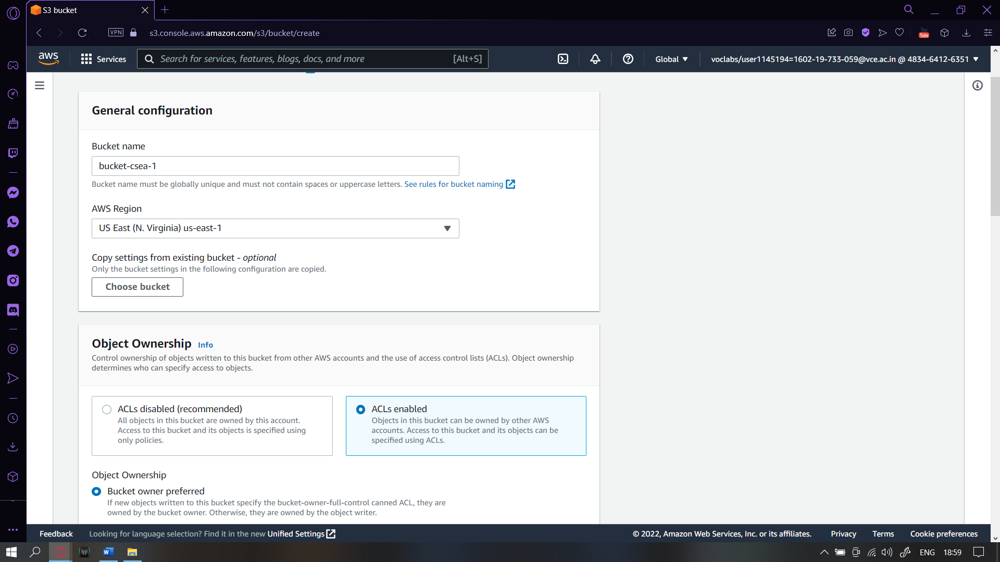 S3 bucket
VPN
s3.console.aws.amazon.com/s3/bucket/create
You Tube
aws
Services
Search for services, features, blogs, docs, and more
[Alt+S]
Global
voclabs/user1145194=1602-19-733-059@vce.ac.in @ 4834-6412-6351
General configuration
Bucket name
bucket-csea-1
Bucket name must be globally unique and must not contain spaces or uppercase letters. See rules for bucket naming
AWS Region
US East (N. Virginia) us-east-1
Copy settings from existing bucket - optional
Only the bucket settings in the following configuration are copied.
Choose bucket
Object Ownership Info
Control ownership of objects written to this bucket from other AWS accounts and the use of access control lists (ACLs). Object ownership
determines who can specify access to objects.
ACLs disabled (recommended)
All objects in this bucket are owned by this account.
Access to this bucket and its objects is specified using
only policies.
ACLs enabled
Objects in this bucket can be owned by other AWS
accounts. Access to this bucket and its objects can be
specified using ACLs.
Object Ownership
Bucket owner preferred
If new objects written to this bucket specify the bucket-owner-full-control canned ACL, they are
owned by the bucket owner. Otherwise, they are owned by the object writer.
Feedback
Looking for language selection? Find it in the new Unified Settings
© 2022, Amazon Web Services, Inc. or its affiliates.
Privacy
Terms
Cookie preferences
W
ENG
18:59